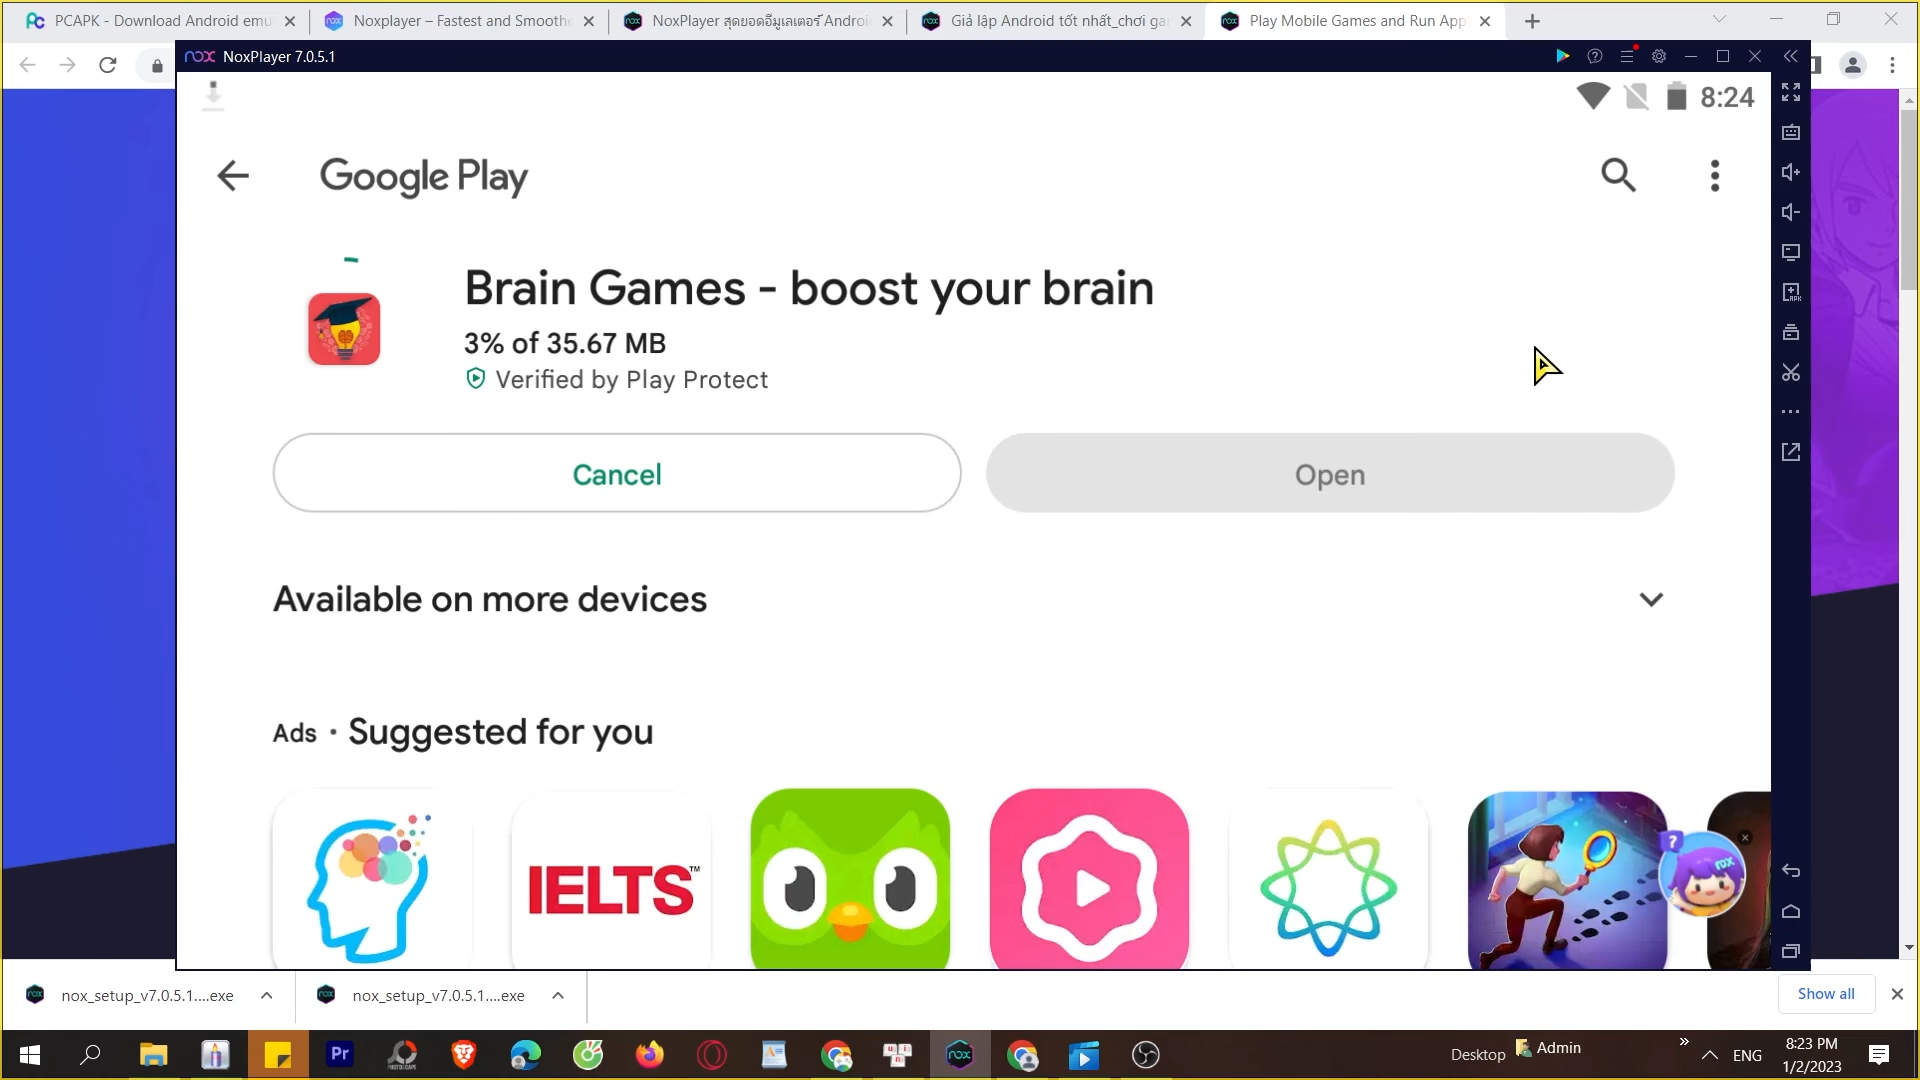 PCAPK - Download Android emu
Noxplayer – Fastest and Smoothe
NoxPlayer สุดยอดอีมูเลเตอร์ Androi
Giả lập Android tốt nhất_chơi ga
Play Mobile Games and Run App
nox NoxPlayer 7.0.5.1
8:24
Google Play
Brain Games - boost your brain
3% of 35.67 MB
Verified by Play Protect
Cancel
Open
Available on more devices
Ads • Suggested for you
IELTS™
nox_setup_v7.0.5.1....exe
nox_setup_v7.0.5.1....exe
Show all
Desktop
Admin
ENG
8:23 PM
1/2/2023